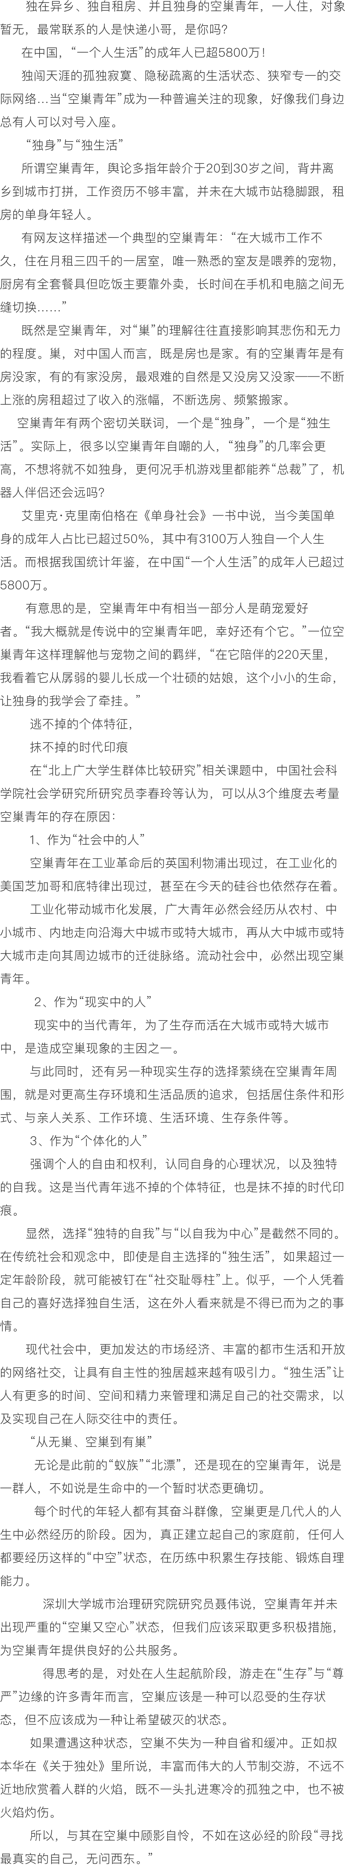 独在异乡、独自租房、并且独身的空巢青年，一人住，对象
暂无，最常联系的人是快递小哥，是你吗?
在中国，“一个人生活”的成年人已超5800万！
独闯天涯的孤独寂寞、隐秘疏离的生活状态、狭窄专一的交
际网络…当“空巢青年”成为一种普遍关注的现象，好像我们身边
总有人可以对号入座。
“独身”与“独生活”
所谓空巢青年，舆论多指年龄介于20到30岁之间，背井离
乡到城市打拼，工作资历不够丰富，并未在大城市站稳脚跟，租
房的单身年轻人。
有网友这样描述一个典型的空巢青年：“在大城市工作不
久，住在月租三四千的一居室，唯一熟悉的室友是喂养的宠物，
厨房有全套餐具但吃饭主要靠外卖，长时间在手机和电脑之间无
缝切换……”
既然是空巢青年，对“巢”的理解往往直接影响其悲伤和无力
的程度。巢，对中国人而言，既是房也是家。有的空巢青年是有
房没家，有的有家没房，最艰难的自然是又没房又没家——不断
上涨的房租超过了收入的涨幅，不断选房、频繁搬家。
空巢青年有两个密切关联词，一个是“独身”，一个是“独生
活”。实际上，很多以空巢青年自嘲的人，“独身”的几率会更
高，不想将就不如独身，更何况手机游戏里都能养“总裁”了，机
器人伴侣还会远吗?
艾里克·克里南伯格在《单身社会》一书中说，当今美国单
身的成年人占比已超过50%，其中有3100万人独自一个人生
活。而根据我国统计年鉴，在中国“一个人生活”的成年人已超过
5800万。
有意思的是，空巢青年中有相当一部分人是萌宠爱好
者。“我大概就是传说中的空巢青年吧，幸好还有个它。”一位空
巢青年这样理解他与宠物之间的羁绊，“在它陪伴的220天里，
我看着它从孱弱的婴儿长成一个壮硕的姑娘，这个小小的生命，
让独身的我学会了牵挂。”
逃不掉的个体特征，
抹不掉的时代印痕
在“北上广大学生群体比较研究”相关课题中，中国社会科
学院社会学研究所研究员李春玲等认为，可以从3个维度去考量
空巢青年的存在原因：
1、作为“社会中的人”
空巢青年在工业革命后的英国利物浦出现过，在工业化的
美国芝加哥和底特律出现过，甚至在今天的硅谷也依然存在着。
工业化带动城市化发展，广大青年必然会经历从农村、中
小城市、内地走向沿海大中城市或特大城市，再从大中城市或特
大城市走向其周边城市的迁徙脉络。流动社会中，必然出现空巢
青年。
2、作为“现实中的人”
现实中的当代青年，为了生存而活在大城市或特大城市
中，是造成空巢现象的主因之一。
与此同时，还有另一种现实生存的选择萦绕在空巢青年周
围，就是对更高生存环境和生活品质的追求，包括居住条件和形
式、与亲人关系、工作环境、生活环境、生存条件等。
3、作为“个体化的人”
强调个人的自由和权利，认同自身的心理状况，以及独特
的自我。这是当代青年逃不掉的个体特征，也是抹不掉的时代印
痕。
显然，选择“独特的自我”与“以自我为中心”是截然不同的。
在传统社会和观念中，即使是自主选择的“独生活”，如果超过一
定年龄阶段，就可能被钉在“社交耻辱柱”上。似乎，一个人凭着
自己的喜好选择独自生活，这在外人看来就是不得已而为之的事
情。
现代社会中，更加发达的市场经济、丰富的都市生活和开放
的网络社交，让具有自主性的独居越来越有吸引力。“独生活”让
人有更多的时间、空间和精力来管理和满足自己的社交需求，以
及实现自己在人际交往中的责任。
“从无巢、空巢到有巢”
无论是此前的“蚁族”“北漂”，还是现在的空巢青年，说是
一群人，不如说是生命中的一个暂时状态更确切。
每个时代的年轻人都有其奋斗群像，空巢更是几代人的人
生中必然经历的阶段。因为，真正建立起自己的家庭前，任何人
都要经历这样的“中空”状态，在历练中积累生存技能、锻炼自理
能力。
深圳大学城市治理研究院研究员聂伟说，空巢青年并未
出现严重的“空巢又空心”状态，但我们应该采取更多积极措施，
为空巢青年提供良好的公共服务。
得思考的是，对处在人生起航阶段，游走在“生存”与“尊
严”边缘的许多青年而言，空巢应该是一种可以忍受的生存状
态，但不应该成为一种让希望破灭的状态。
如果遭遇这种状态，空巢不失为一种自省和缓冲。正如叔
本华在《关于独处》里所说，丰富而伟大的人节制交游，不远不
近地欣赏着人群的火焰，既不一头扎进寒冷的孤独之中，也不被
火焰灼伤。
所以，与其在空巢中顾影自怜，不如在这必经的阶段“寻找
最真实的自己，无问西东。”